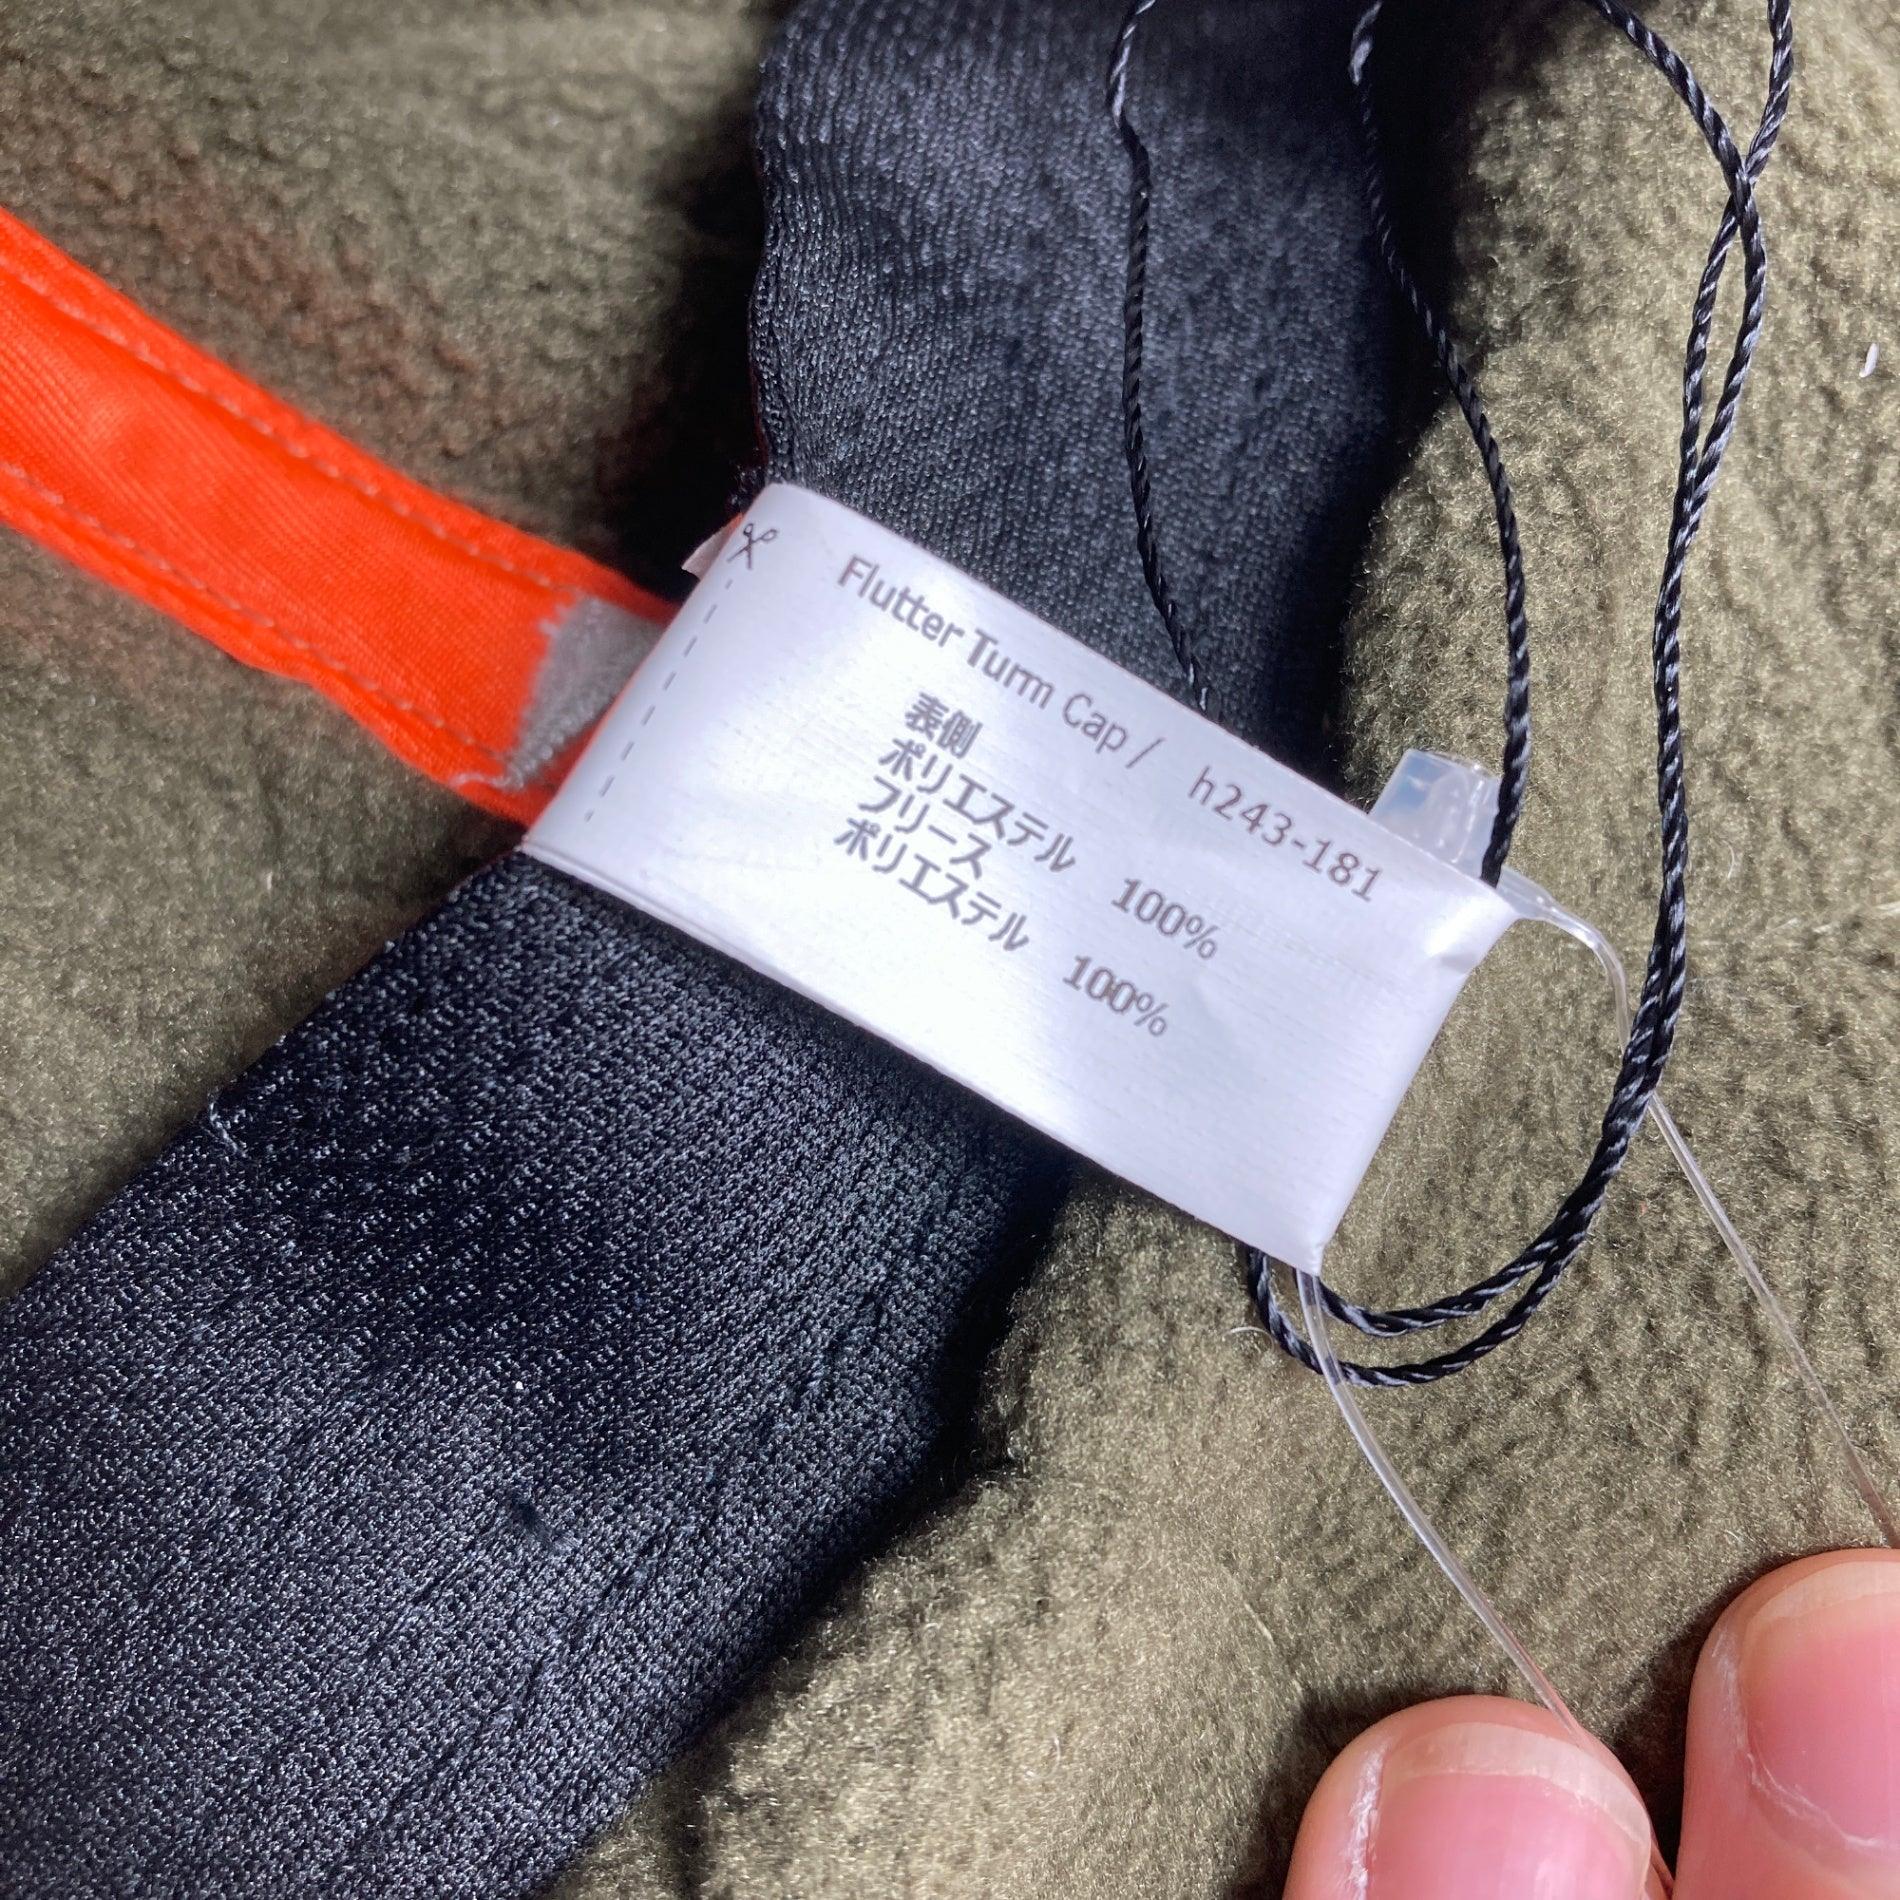 Flutter Turm Cap / h243-181
表側
ポリエステル 100%
フリース
ポリエステル 100%